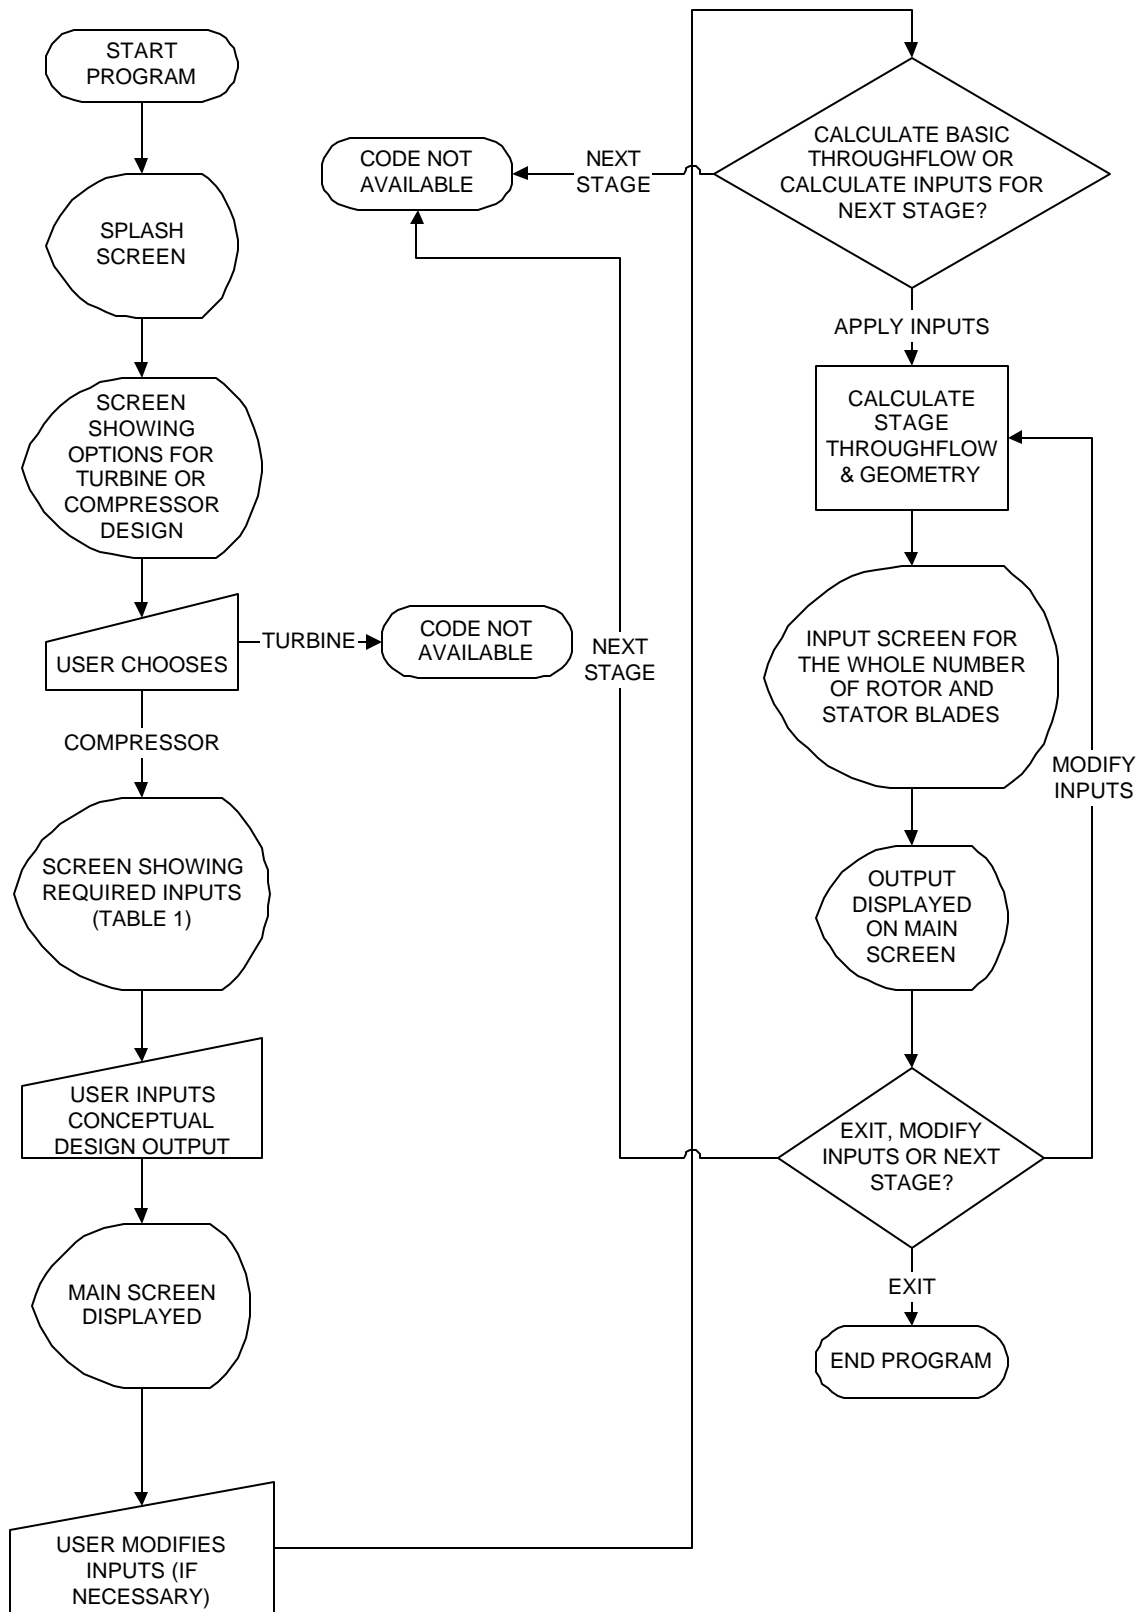 START
PROGRAM
SPLASH
SCREEN
SCREEN
SHOWING
OPTIONS FOR
TURBINE OR
COMPRESSOR
DESIGN
USER CHOOSES
TURBINE
CODE NOT
AVAILABLE
COMPRESSOR
SCREEN SHOWING
REQUIRED INPUTS
(TABLE 1)
USER INPUTS
CONCEPTUAL
DESIGN OUTPUT
MAIN SCREEN
DISPLAYED
USER MODIFIES
INPUTS (IF
NECESSARY)
CALCULATE BASIC
THROUGHFLOW OR
CALCULATE INPUTS FOR
NEXT STAGE?
NEXT
STAGE
CODE NOT
AVAILABLE
APPLY INPUTS
CALCULATE
STAGE
THROUGHFLOW
& GEOMETRY
INPUT SCREEN FOR
THE WHOLE NUMBER
OF ROTOR AND
STATOR BLADES
OUTPUT
DISPLAYED
ON MAIN
SCREEN
EXIT, MODIFY
INPUTS OR NEXT
STAGE?
MODIFY
INPUTS
NEXT
STAGE
EXIT
END PROGRAM